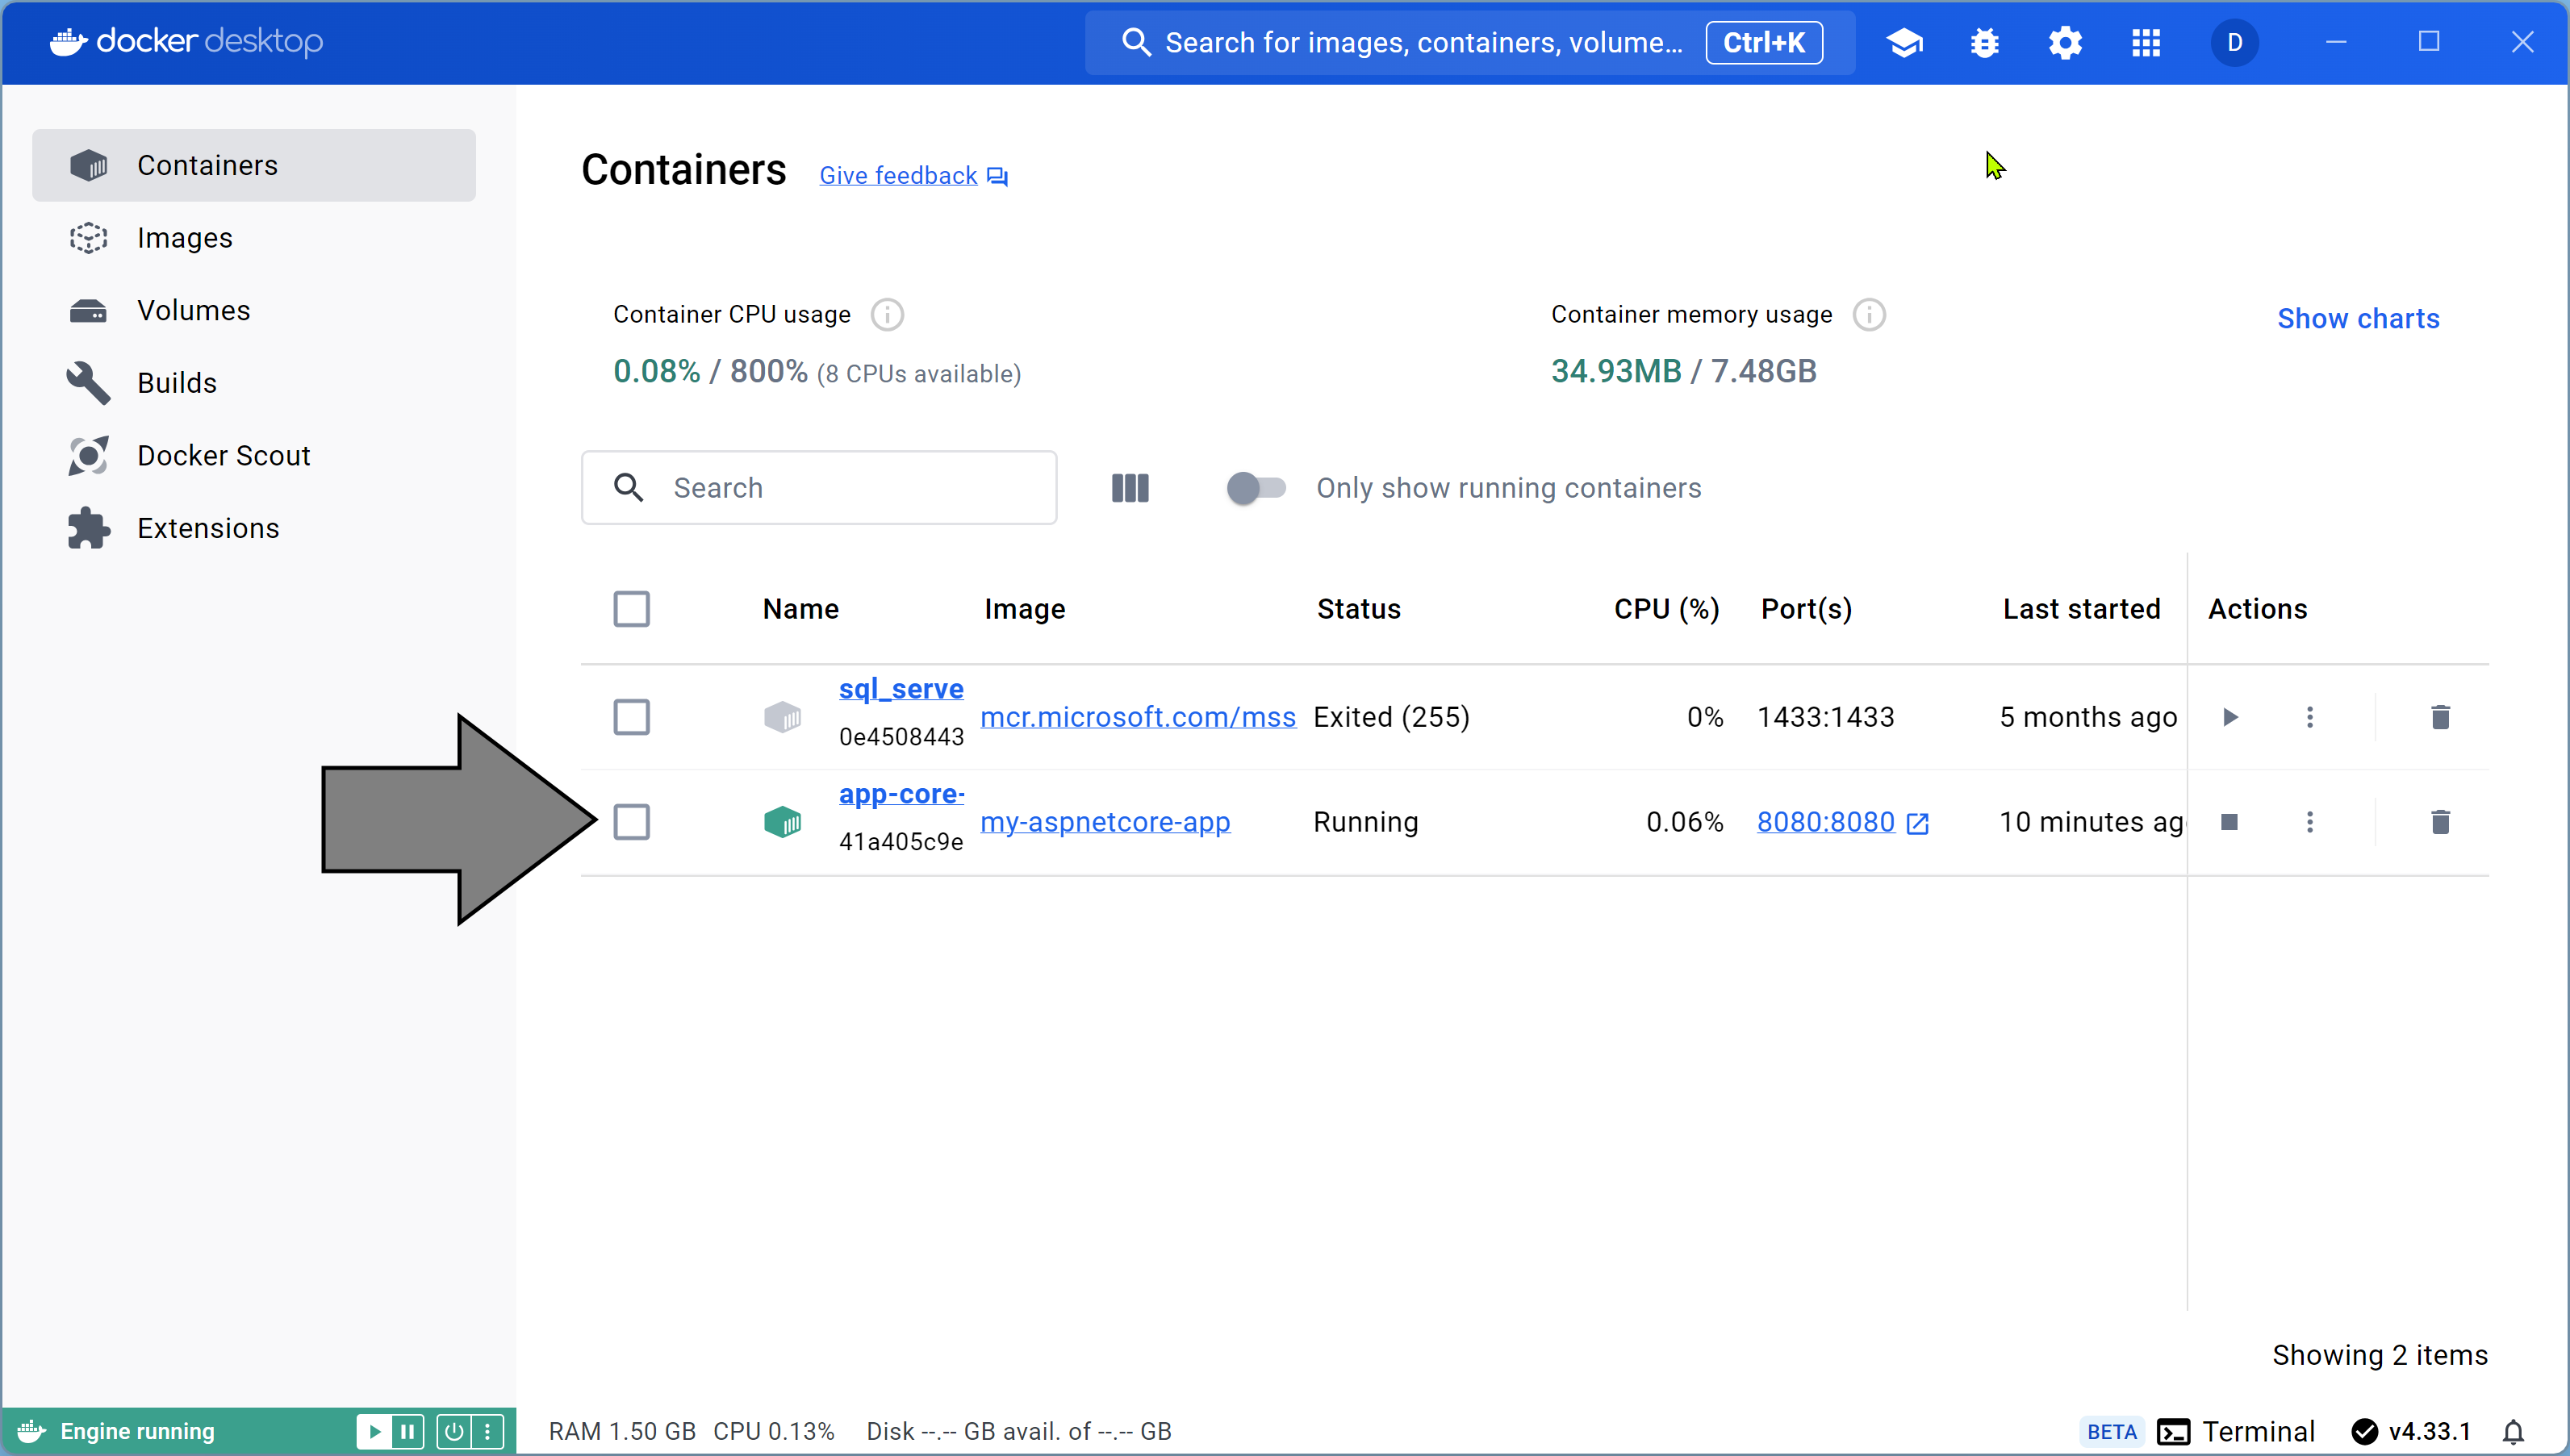 docker desktop
Search for images, containers, volume... Ctrl+K
D
Containers
Images
Volumes
Builds
Docker Scout
Extensions
Containers Give feedback
Container CPU usage
0.08% / 800% (8 CPUs available)
Container memory usage
34.93MB / 7.48GB
Show charts
Search
Only show running containers
Name Image Status CPU (%) Port(s) Last started Actions
sql_serve
0e4508443
mcr.microsoft.com/mss Exited (255) 0% 1433:1433 5 months ago
app-core-
41a405c9e
my-aspnetcore-app Running 0.06% 8080:8080 10 minutes ag
Showing 2 items
Engine running
RAM 1.50 GB CPU 0.13% Disk --.-- GB avail. of --.-- GB
BETA Terminal v4.33.1